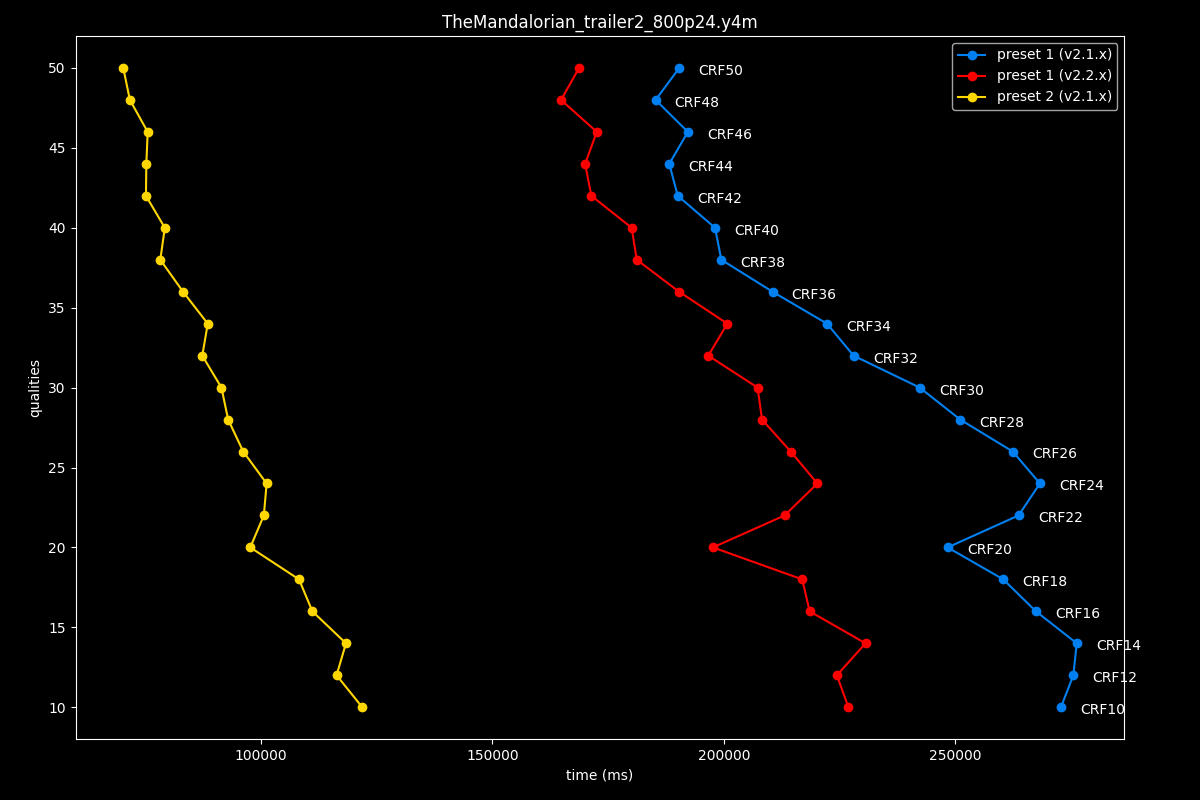 TheMandalorian_trailer2_800p24.y4m
preset 1 (v2.1.x)
preset 1 (v2.2.x)
preset 2 (v2.1.x)
50
45
40
35
30
25
20
15
10
qualities
CRF50
CRF48
CRF46
CRF44
CRF42
CRF40
CRF38
CRF36
CRF34
CRF32
CRF30
CRF28
CRF26
CRF24
CRF22
CRF20
CRF18
CRF16
CRF14
CRF12
CRF10
100000
150000
200000
250000
time (ms)